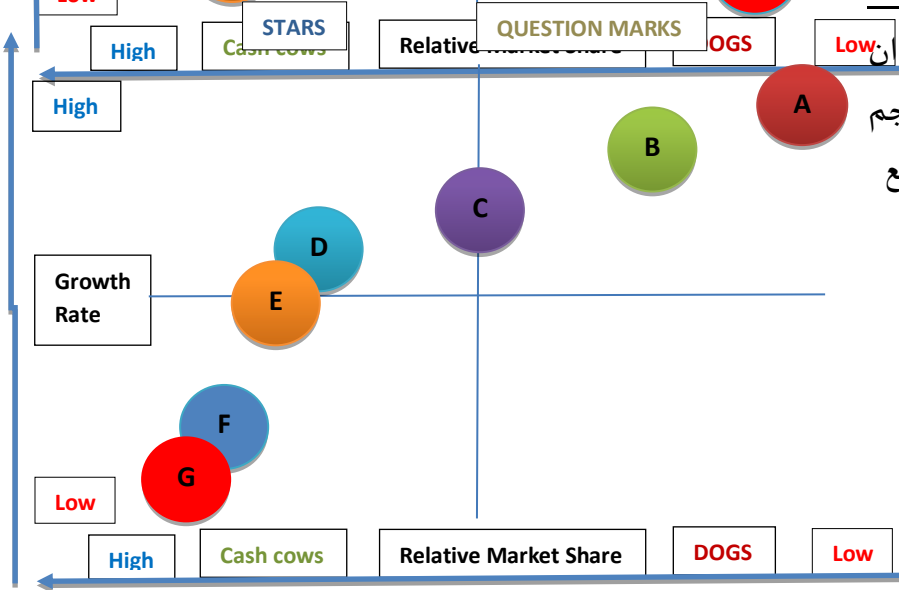 Low
STARS
QUESTION MARKS
High
Cash cows
Relative Market Share
DOGS
Low
High
A
B
C
D
Growth
Rate
E
F
G
Low
High
Cash cows
Relative Market Share
DOGS
Low